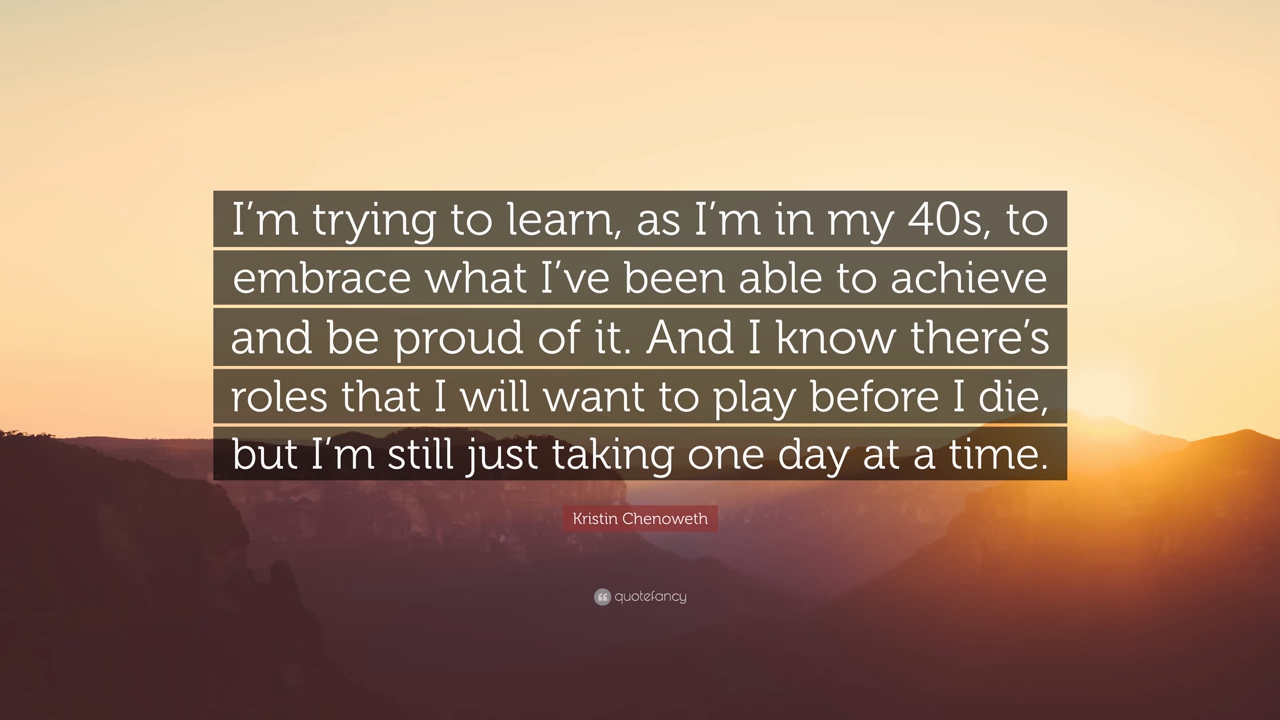 I’m trying to learn, as I’m in my 40s, to
embrace what I’ve been able to achieve
and be proud of it. And I know there’s
roles that I will want to play before I die,
but I’m still just taking one day at a time.
Kristin Chenoweth
quotefancy